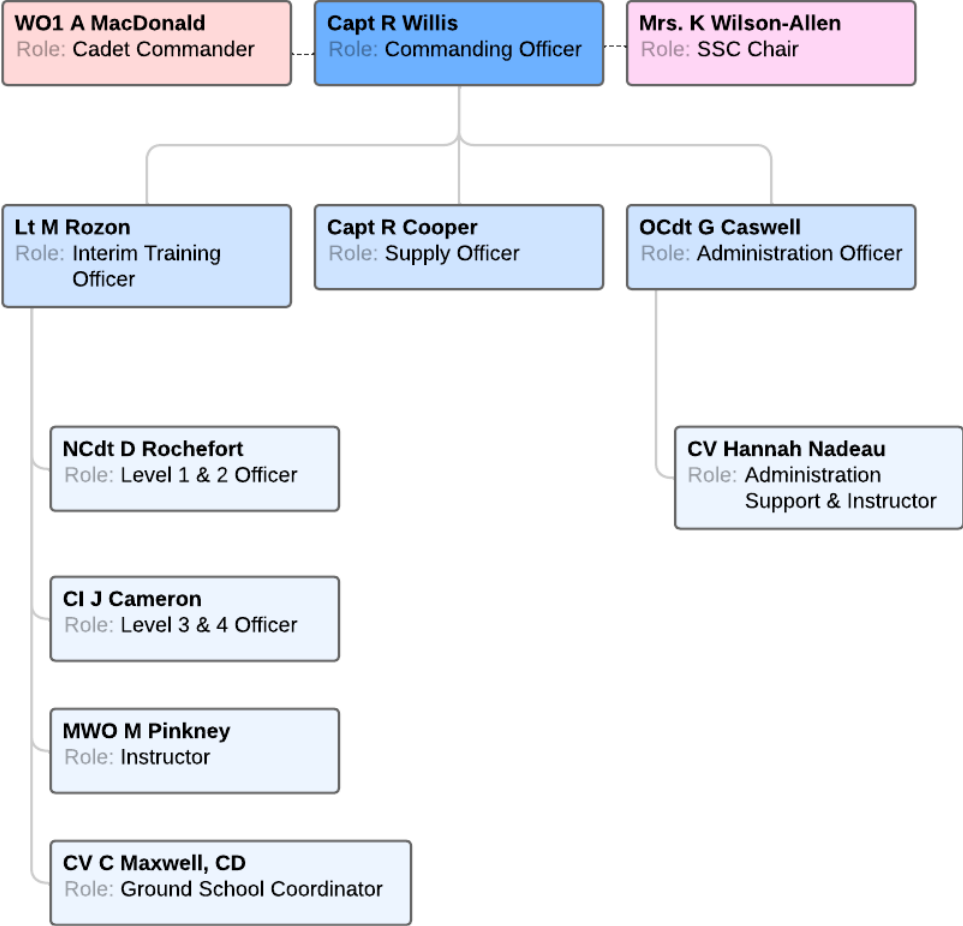 WO1 A MacDonald
Role: Cadet Commander
Capt R Willis
Role: Commanding Officer
Mrs. K Wilson-Allen
Role: SSC Chair
Lt M Rozon
Role: Interim Training
Officer
Capt R Cooper
Role: Supply Officer
OCdt G Caswell
Role: Administration Officer
NCdt D Rochefort
Role: Level 1 & 2 Officer
CV Hannah Nadeau
Role: Administration
Support & Instructor
CI J Cameron
Role: Level 3 & 4 Officer
MWO M Pinkney
Role: Instructor
CV C Maxwell, CD
Role: Ground School Coordinator